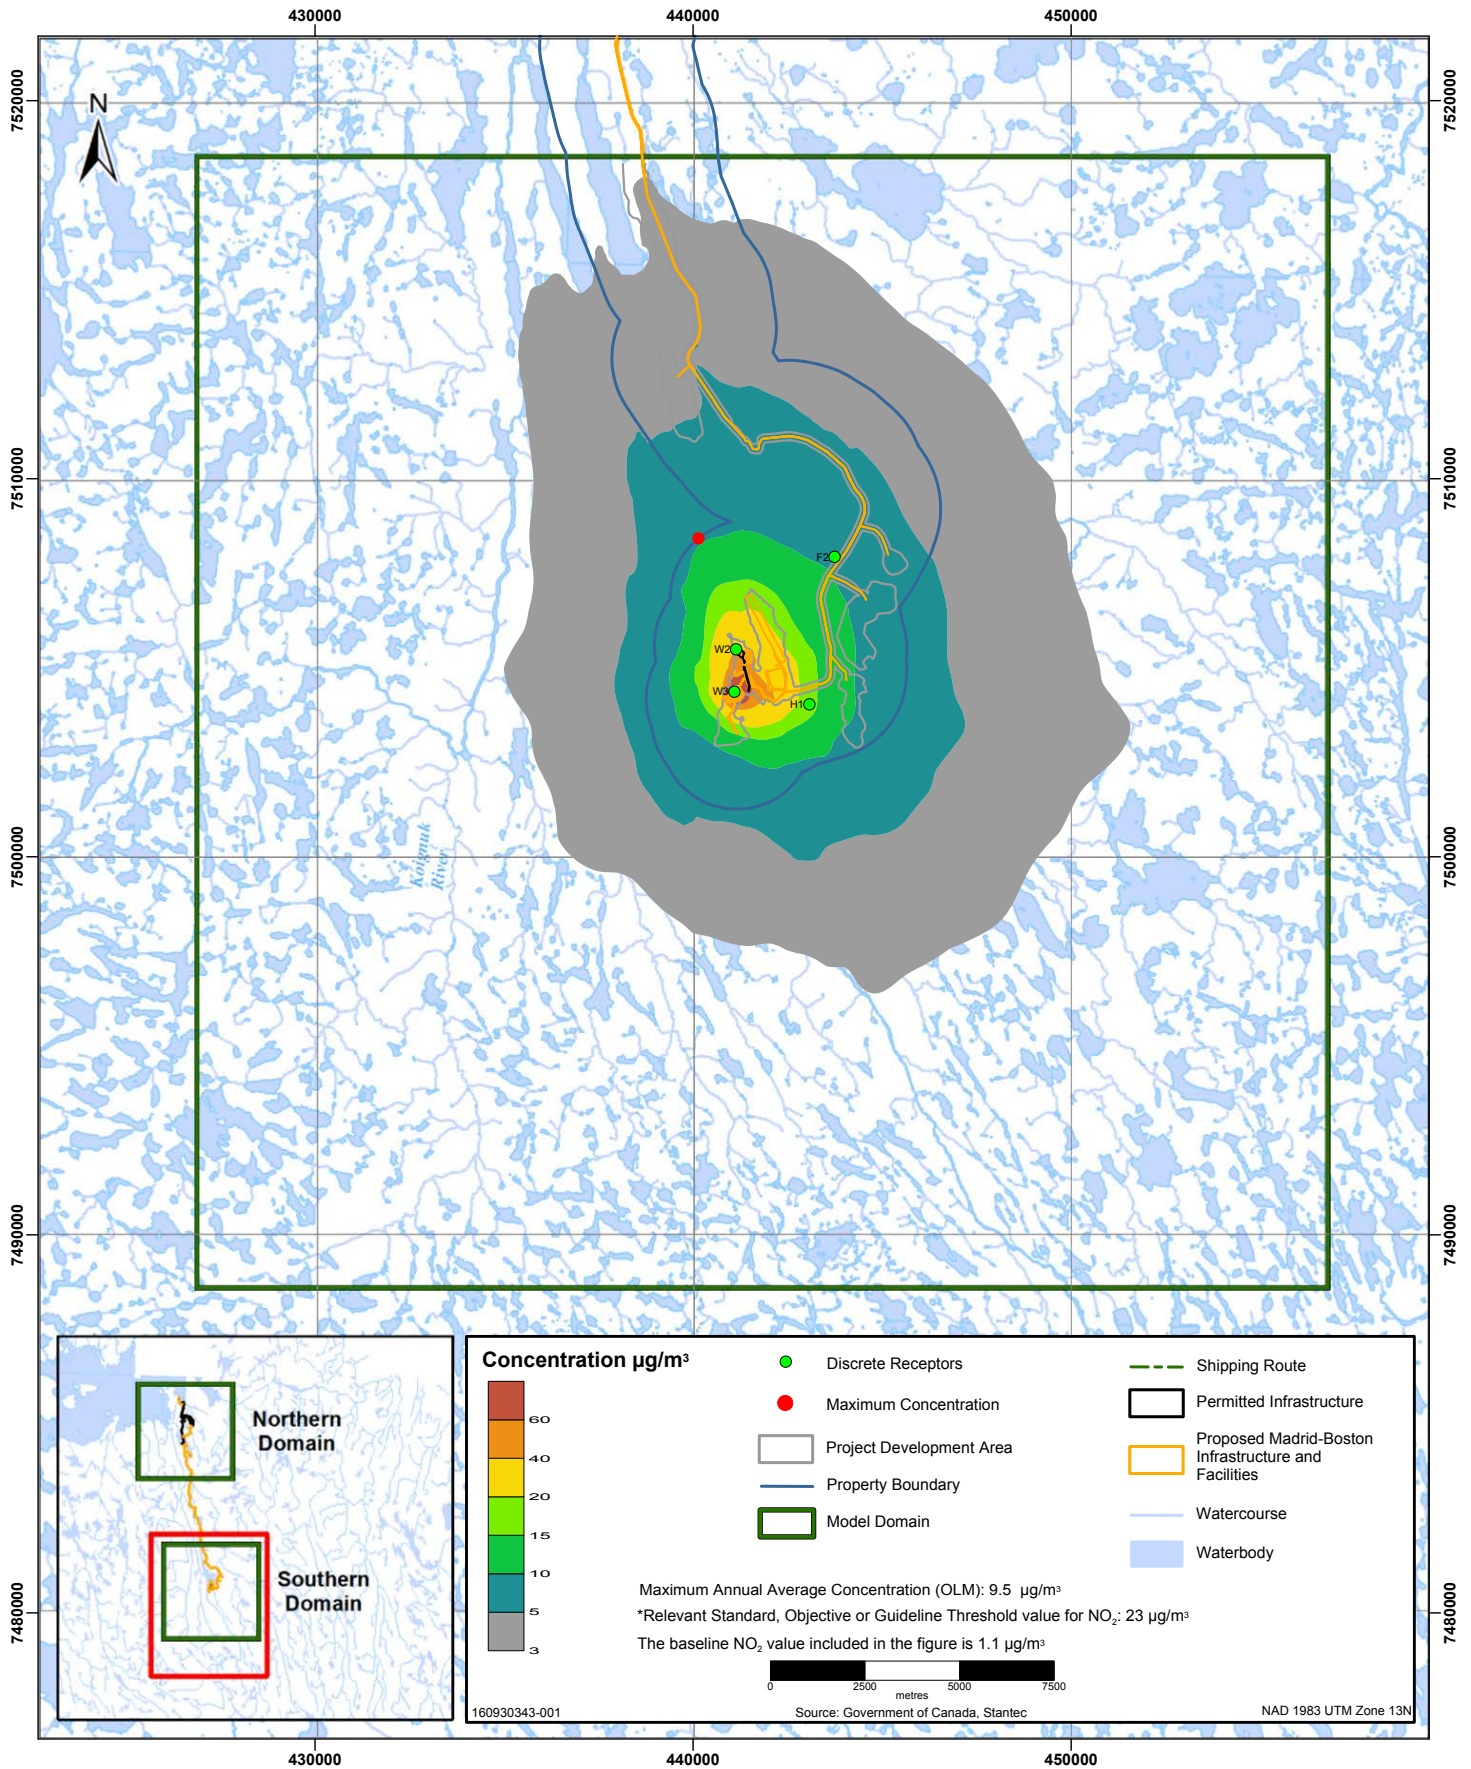 430000
440000
450000
7520000
7520000
N
7510000
7510000
F2
W2
W3
H1
7500000
7500000
Koignuk
River
7490000
7490000
7480000
7480000
Northern
Domain
Southern
Domain
Concentration µg/m³
60
40
20
15
10
5
3
Discrete Receptors
Maximum Concentration
Project Development Area
Property Boundary
Model Domain
Shipping Route
Permitted Infrastructure
Proposed Madrid-Boston
Infrastructure and
Facilities
Watercourse
Waterbody
Maximum Annual Average Concentration (OLM): 9.5 µg/m³
*Relevant Standard, Objective or Guideline Threshold value for NO₂: 23 µg/m³
The baseline NO₂ value included in the figure is 1.1 µg/m³
0 2500 5000 7500
metres
160930343-001
Source: Government of Canada, Stantec
NAD 1983 UTM Zone 13N
430000
440000
450000